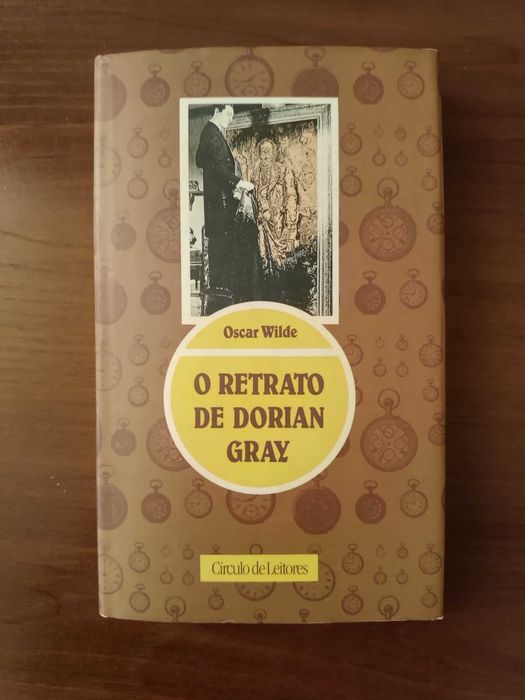 Oscar Wilde
O RETRATO
DE DORIAN
GRAY
Círculo de Leitores